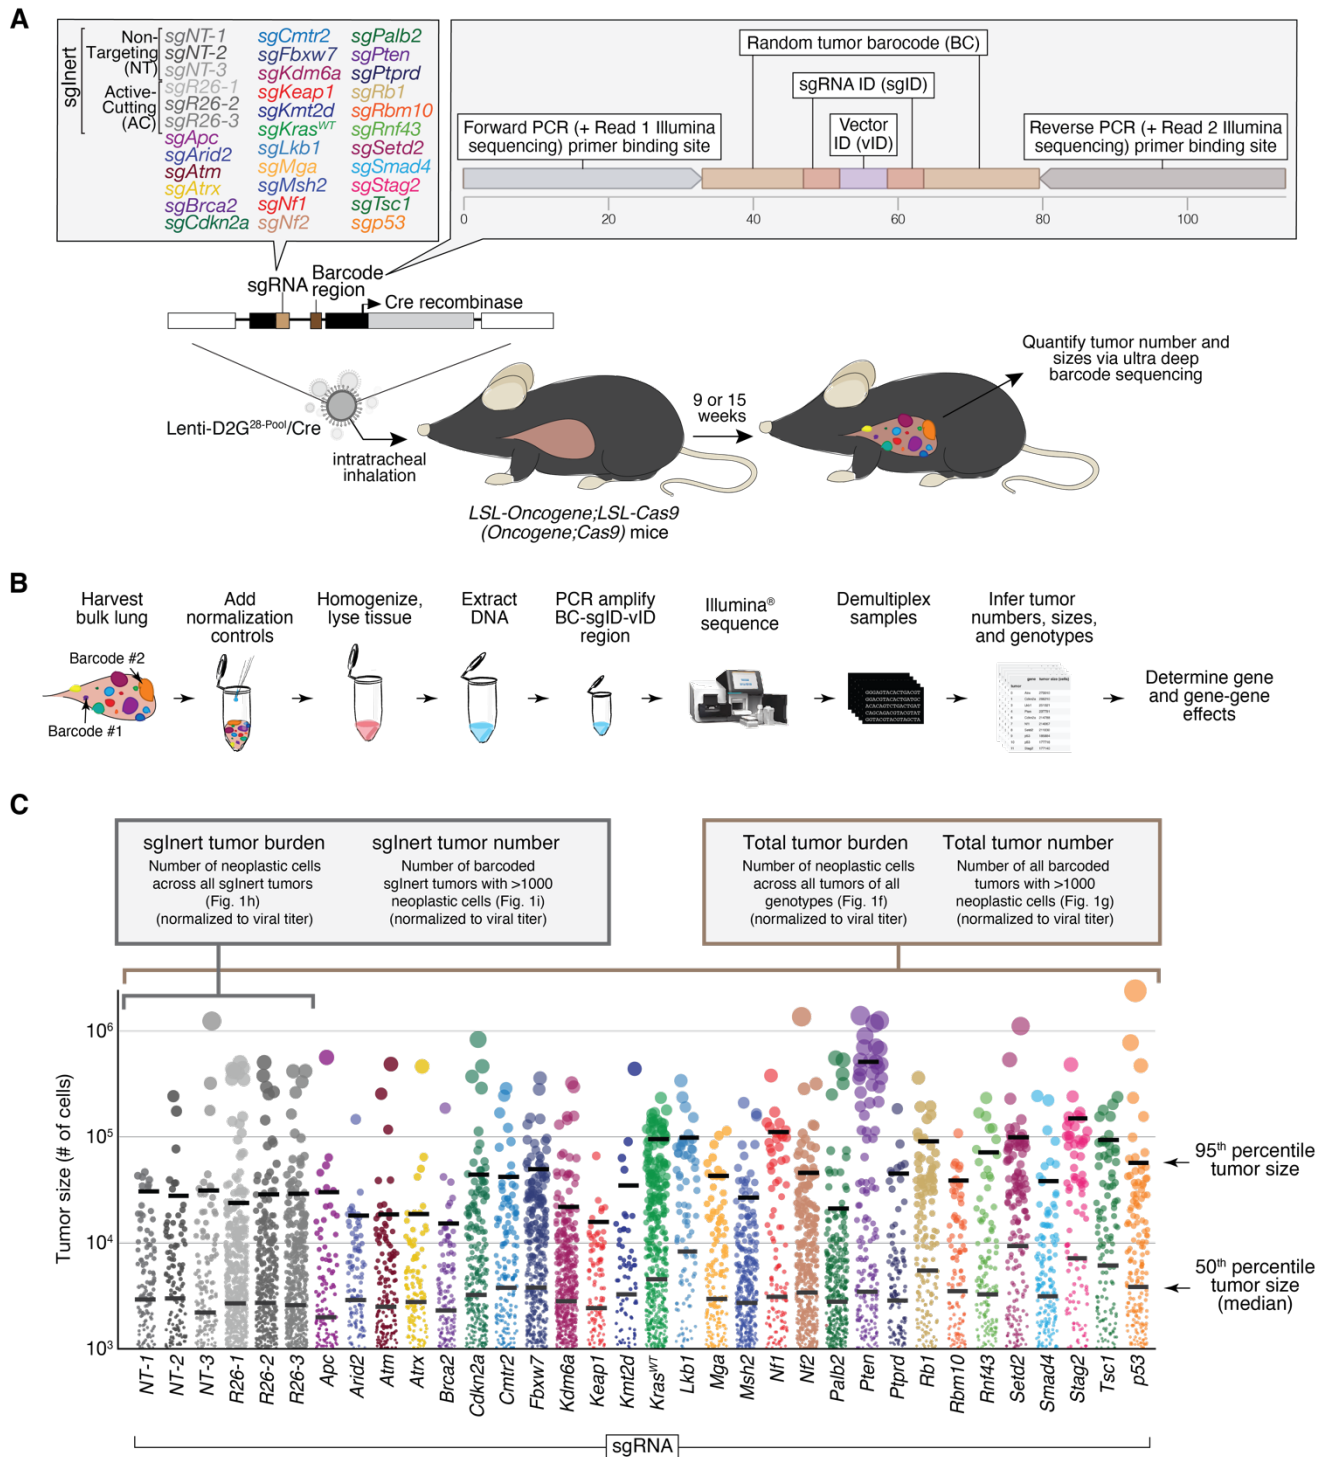 A
sgInert
Non-
Targeting
(NT)
Active-
Cutting
(AC)
sgNT-1
sgNT-2
sgNT-3
sgR26-1
sgR26-2
sgR26-3
sgApc
sgArid2
sgAtm
sgAtrx
sgBrca2
sgCdkn2a
sgCmtr2
sgFbxw7
sgKdm6a
sgKeap1
sgKmt2d
sgKrasWT
sgLkb1
sgMga
sgMsh2
sgNf1
sgNf2
sgPalb2
sgPten
sgPtprd
sgRb1
sgRbm10
sgRnf43
sgSetd2
sgSmad4
sgStag2
sgTsc1
sgp53
Random tumor barocode (BC)
sgRNA ID (sgID)
Vector
ID (vID)
Forward PCR (+ Read 1 Illumina
sequencing) primer binding site
Reverse PCR (+ Read 2 Illumina
sequencing) primer binding site
0 20 40 60 80 100
sgRNA
Barcode
region
Cre recombinase
Lenti-D2G28-Pool/Cre
intratracheal
inhalation
9 or 15
weeks
Quantify tumor number and
sizes via ultra deep
barcode sequencing
LSL-Oncogene;LSL-Cas9
(Oncogene;Cas9) mice
B
Harvest
bulk lung
Barcode #2
Barcode #1
Add
normalization
controls
Homogenize,
lyse tissue
Extract
DNA
PCR amplify
BC-sgID-vID
region
Illumina®
sequence
Demultiplex
samples
Infer tumor
numbers, sizes,
and genotypes
Determine gene
and gene-gene
effects
C
sgInert tumor burden
Number of neoplastic cells
across all sgInert tumors
(Fig. 1h)
(normalized to viral titer)
sgInert tumor number
Number of barcoded
sgInert tumors with >1000
neoplastic cells (Fig. 1i)
(normalized to viral titer)
Total tumor burden
Number of neoplastic cells
across all tumors of all
genotypes (Fig. 1f)
(normalized to viral titer)
Total tumor number
Number of all barcoded
tumors with >1000
neoplastic cells (Fig. 1g)
(normalized to viral titer)
Tumor size (# of cells)
10⁶
10⁵
10⁴
10³
95th percentile
tumor size
50th percentile
tumor size
(median)
NT-1 NT-2 NT-3 R26-1 R26-2 R26-3 Apc Arid2 Atm Atrx Brca2 Cdkn2a Cmtr2 Fbxw7 Kdm6a Keap1 Kmt2d KrasWT Lkb1 Mga Msh2 Nf1 Nf2 Palb2 Pten Ptprd Rb1 Rbm10 Rnf43 Setd2 Smad4 Stag2 Tsc1 p53
sgRNA